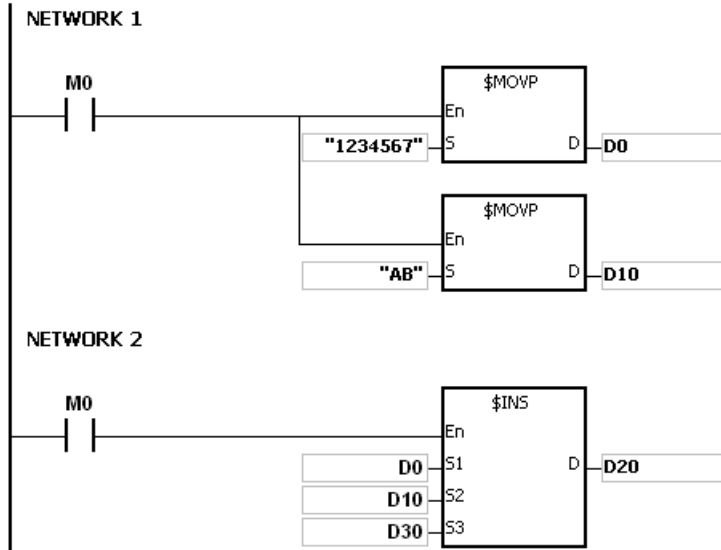 NETWORK 1
M0
$MOVP
En
"1234567" S D D0
$MOVP
En
"AB" S D D10
NETWORK 2
M0
$INS
En
D0 S1 D D20
D10 S2
D30 S3